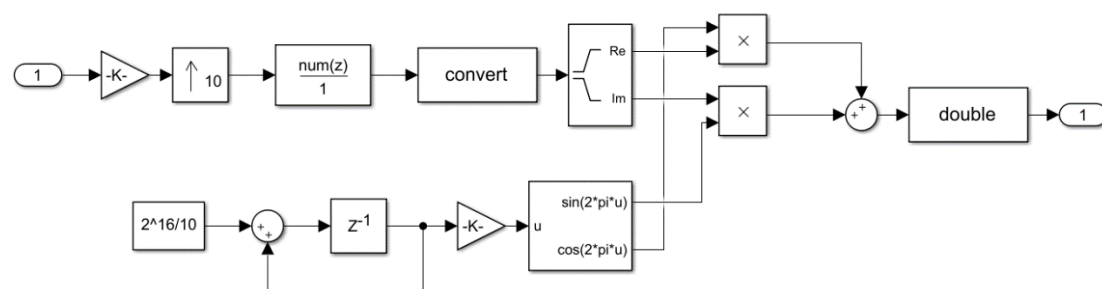 1
-K-
10
num(z)
1
convert
Re
Im
×
×
+
+
double
1
2^16/10
+
+
Z-1
-K-
u
sin(2*pi*u)
cos(2*pi*u)